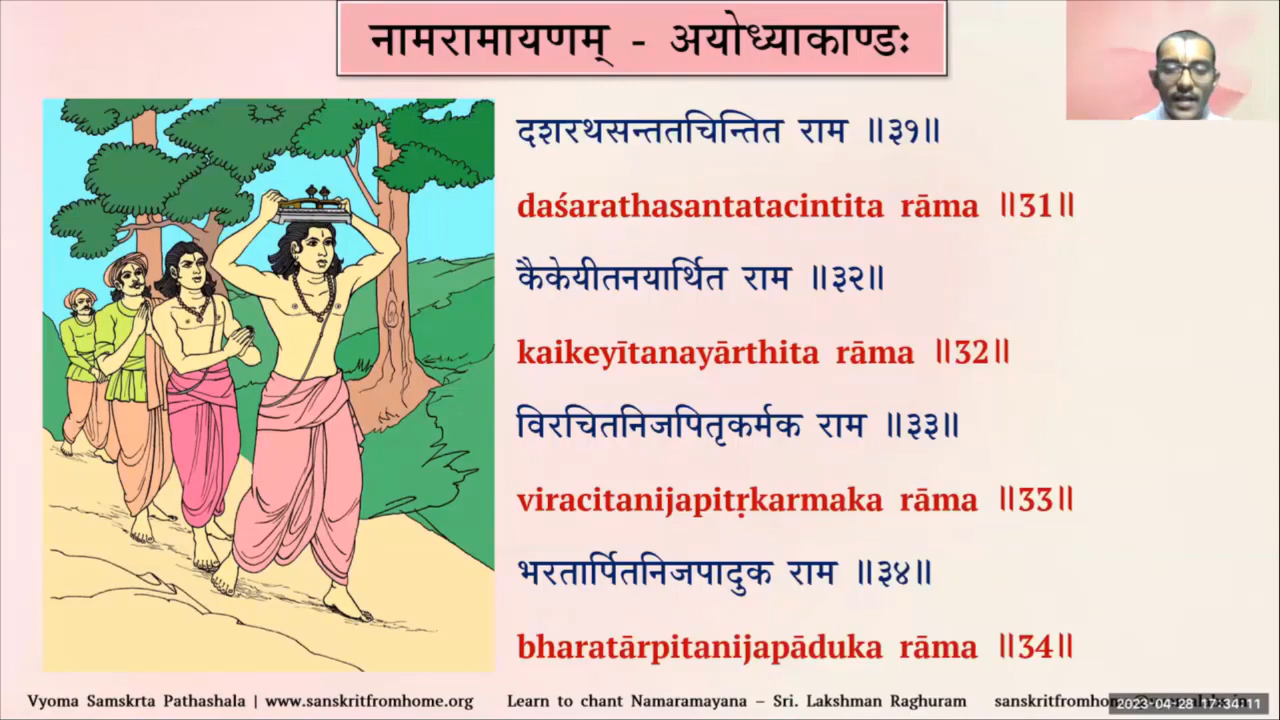 नामरामायणम् - अयोध्याकाण्डः
दशरथसन्ततचिन्तित राम ॥३१॥
daśarathasantatacintita rāma ॥31॥
कैकेयीतनयार्थित राम ॥३२॥
kaikeyītanayārthita rāma ॥32॥
विरचितनिजपितृकर्मक राम ॥३३॥
viracitanijapitṛkarmaka rāma ॥33॥
भरतार्पितनिजपादुक राम ॥३४॥
bharatārpitanijapāduka rāma ॥34॥
Vyoma Samskrta Pathashala | www.sanskritfromhome.org Learn to chant Namaramayana – Sri. Lakshman Raghuram
2023-04-28 17:34:11